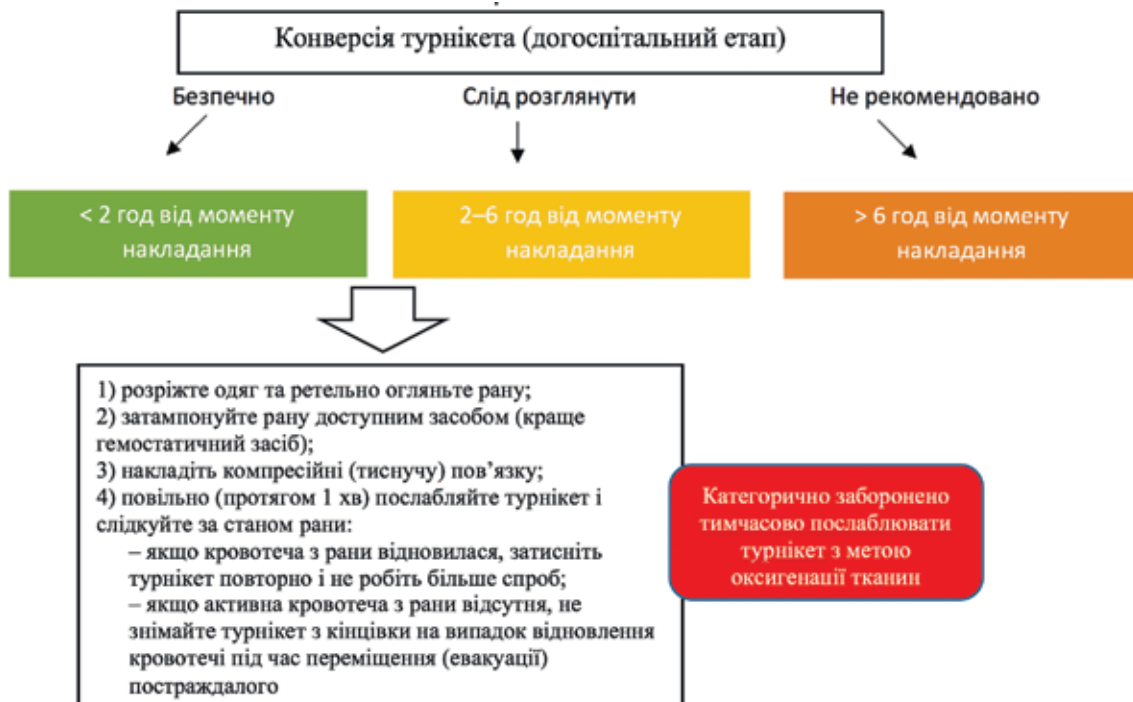 Конверсія турнікета (догоспітальний етап)
Безпечно
Слід розглянути
Не рекомендовано
< 2 год від моменту
накладання
2–6 год від моменту
накладання
> 6 год від моменту
накладання
1) розріжте одяг та ретельно огляньте рану;
2) затампонуйте рану доступним засобом (краще
гемостатичний засіб);
3) накладіть компресійні (тиснучу) пов’язку;
4) повільно (протягом 1 хв) послабляйте турнікет і
слідкуйте за станом рани:
– якщо кровотеча з рани відновилася, затисніть
турнікет повторно і не робіть більше спроб;
– якщо активна кровотеча з рани відсутня, не
знімайте турнікет з кінцівки на випадок відновлення
кровотечі під час переміщення (евакуації)
постраждалого
Категорично заборонено
тимчасово послаблювати
турнікет з метою
оксигенації тканин